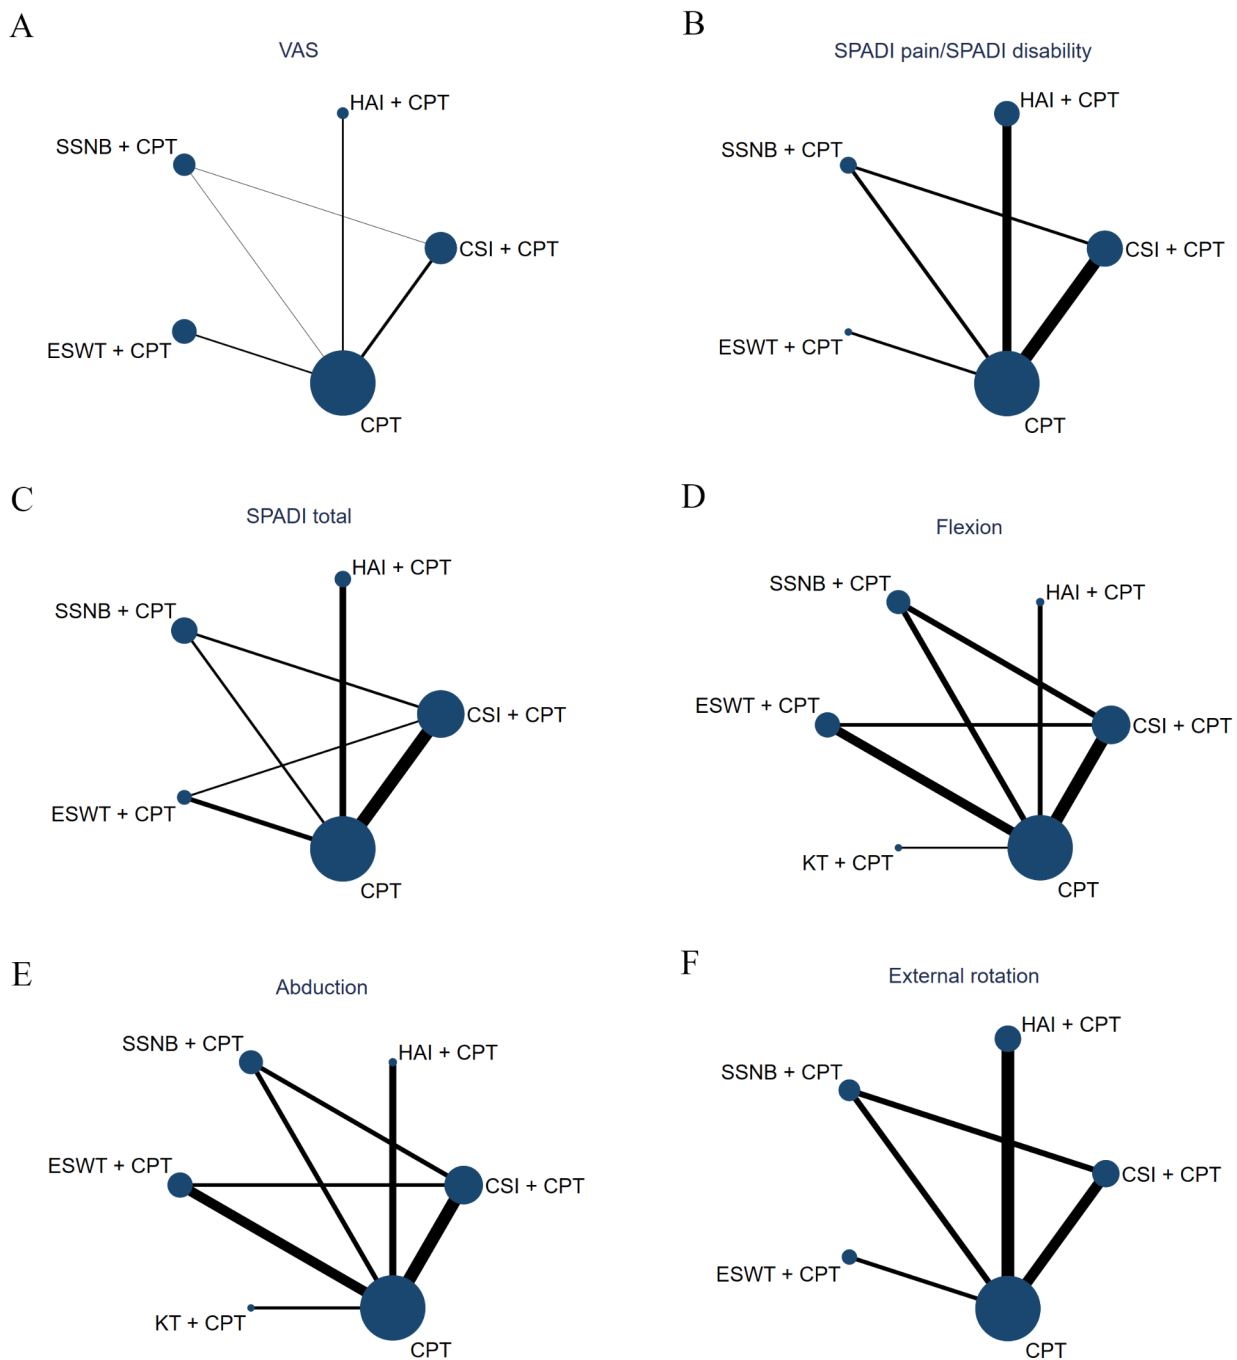 A
VAS
HAI + CPT
SSNB + CPT
CSI + CPT
ESWT + CPT
CPT
B
SPADI pain/SPADI disability
HAI + CPT
SSNB + CPT
CSI + CPT
ESWT + CPT
CPT
C
SPADI total
HAI + CPT
SSNB + CPT
CSI + CPT
ESWT + CPT
CPT
D
Flexion
SSNB + CPT
HAI + CPT
ESWT + CPT
CSI + CPT
KT + CPT
CPT
E
Abduction
SSNB + CPT
HAI + CPT
ESWT + CPT
CSI + CPT
KT + CPT
CPT
F
External rotation
HAI + CPT
SSNB + CPT
CSI + CPT
ESWT + CPT
CPT